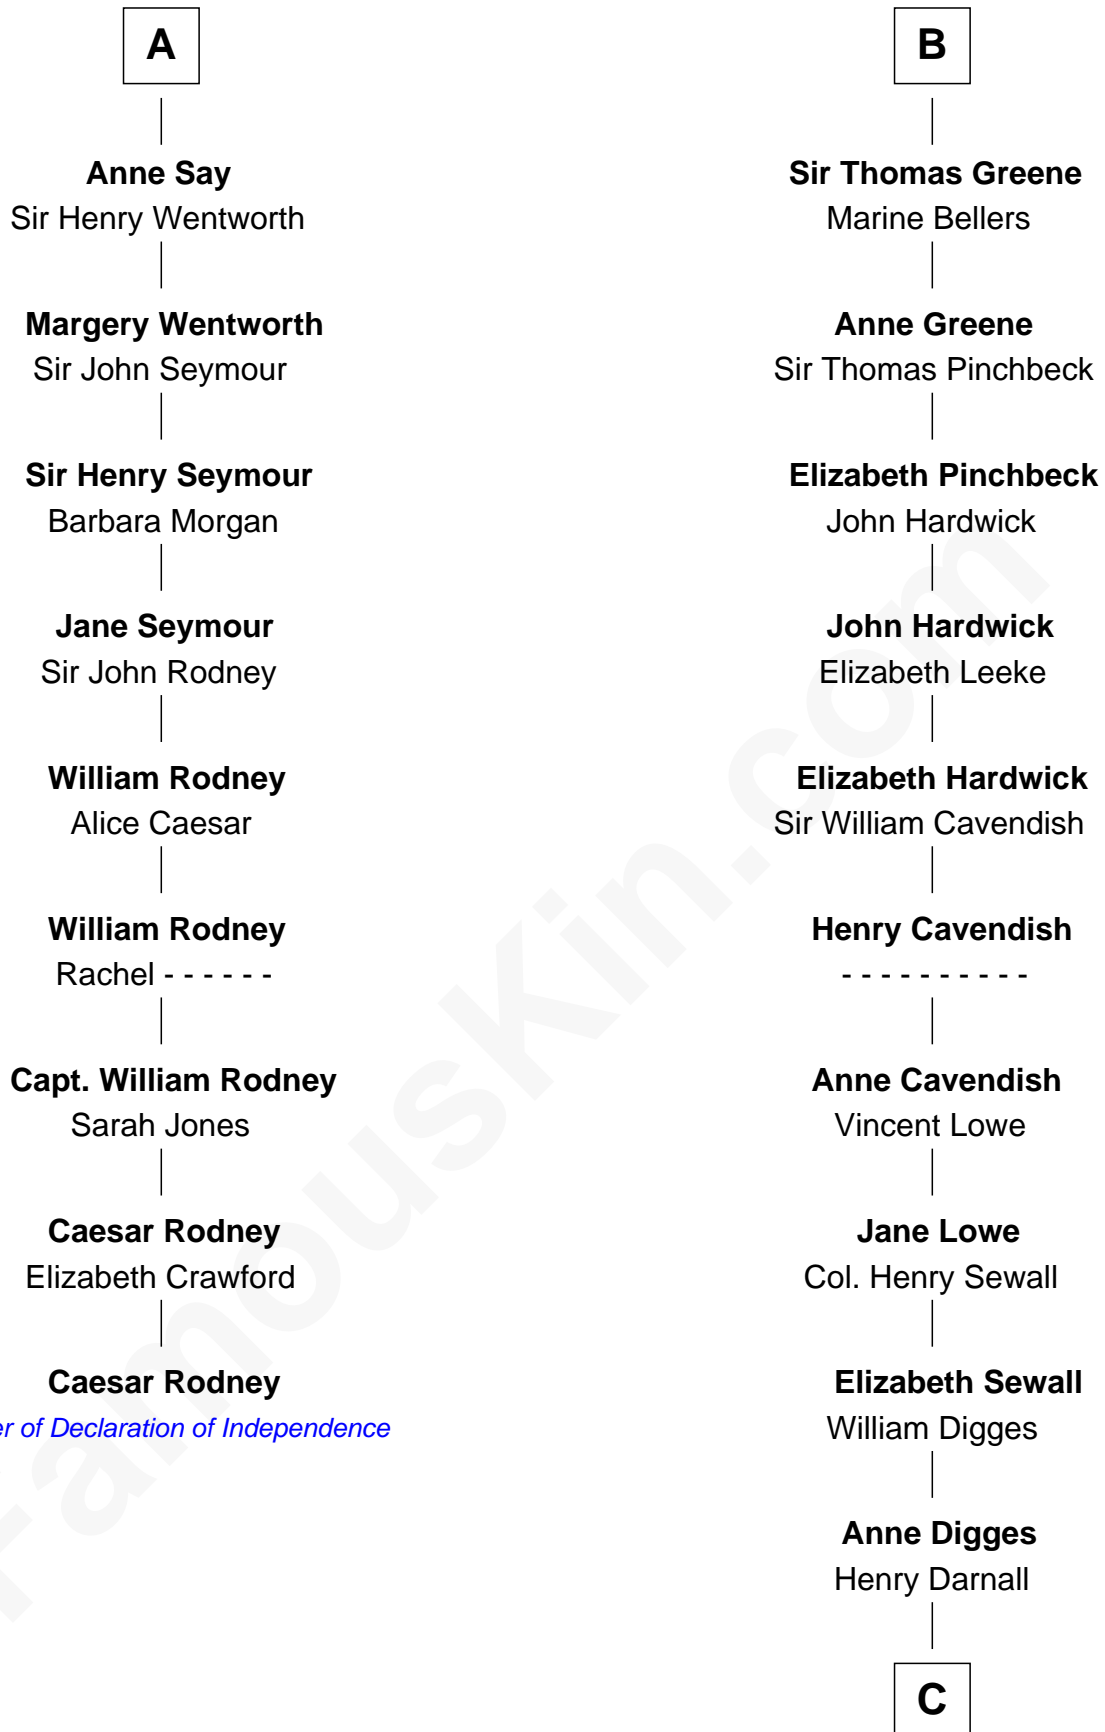 A
Anne Say
Sir Henry Wentworth
Margery Wentworth
Sir John Seymour
Sir Henry Seymour
Barbara Morgan
Jane Seymour
Sir John Rodney
William Rodney
Alice Caesar
William Rodney
Rachel - - - - - -
Capt. William Rodney
Sarah Jones
Caesar Rodney
Elizabeth Crawford
Caesar Rodney
er of Declaration of Independence
B
Sir Thomas Greene
Marine Bellers
Anne Greene
Sir Thomas Pinchbeck
Elizabeth Pinchbeck
John Hardwick
John Hardwick
Elizabeth Leeke
Elizabeth Hardwick
Sir William Cavendish
Henry Cavendish
- - - - - - - - - -
Anne Cavendish
Vincent Lowe
Jane Lowe
Col. Henry Sewall
Elizabeth Sewall
William Digges
Anne Digges
Henry Darnall
C
FamousKin.com